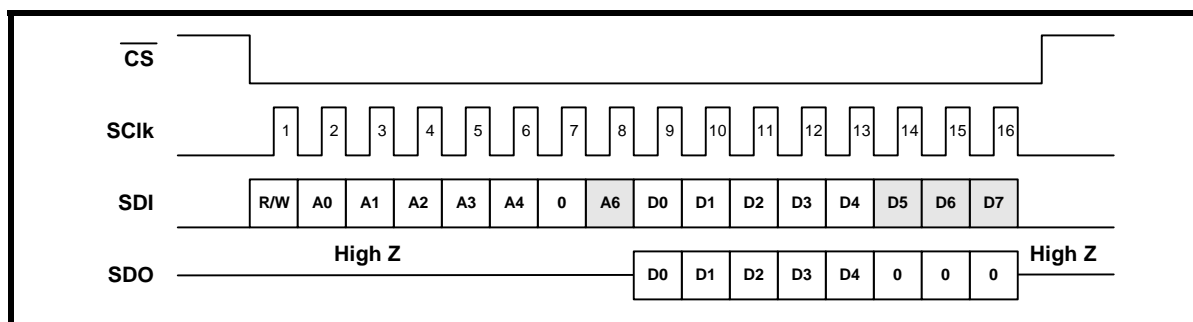 CS
SClk 1 2 3 4 5 6 7 8 9 10 11 12 13 14 15 16
SDI R/W A0 A1 A2 A3 A4 0 A6 D0 D1 D2 D3 D4 D5 D6 D7
High Z High Z
SDO D0 D1 D2 D3 D4 0 0 0